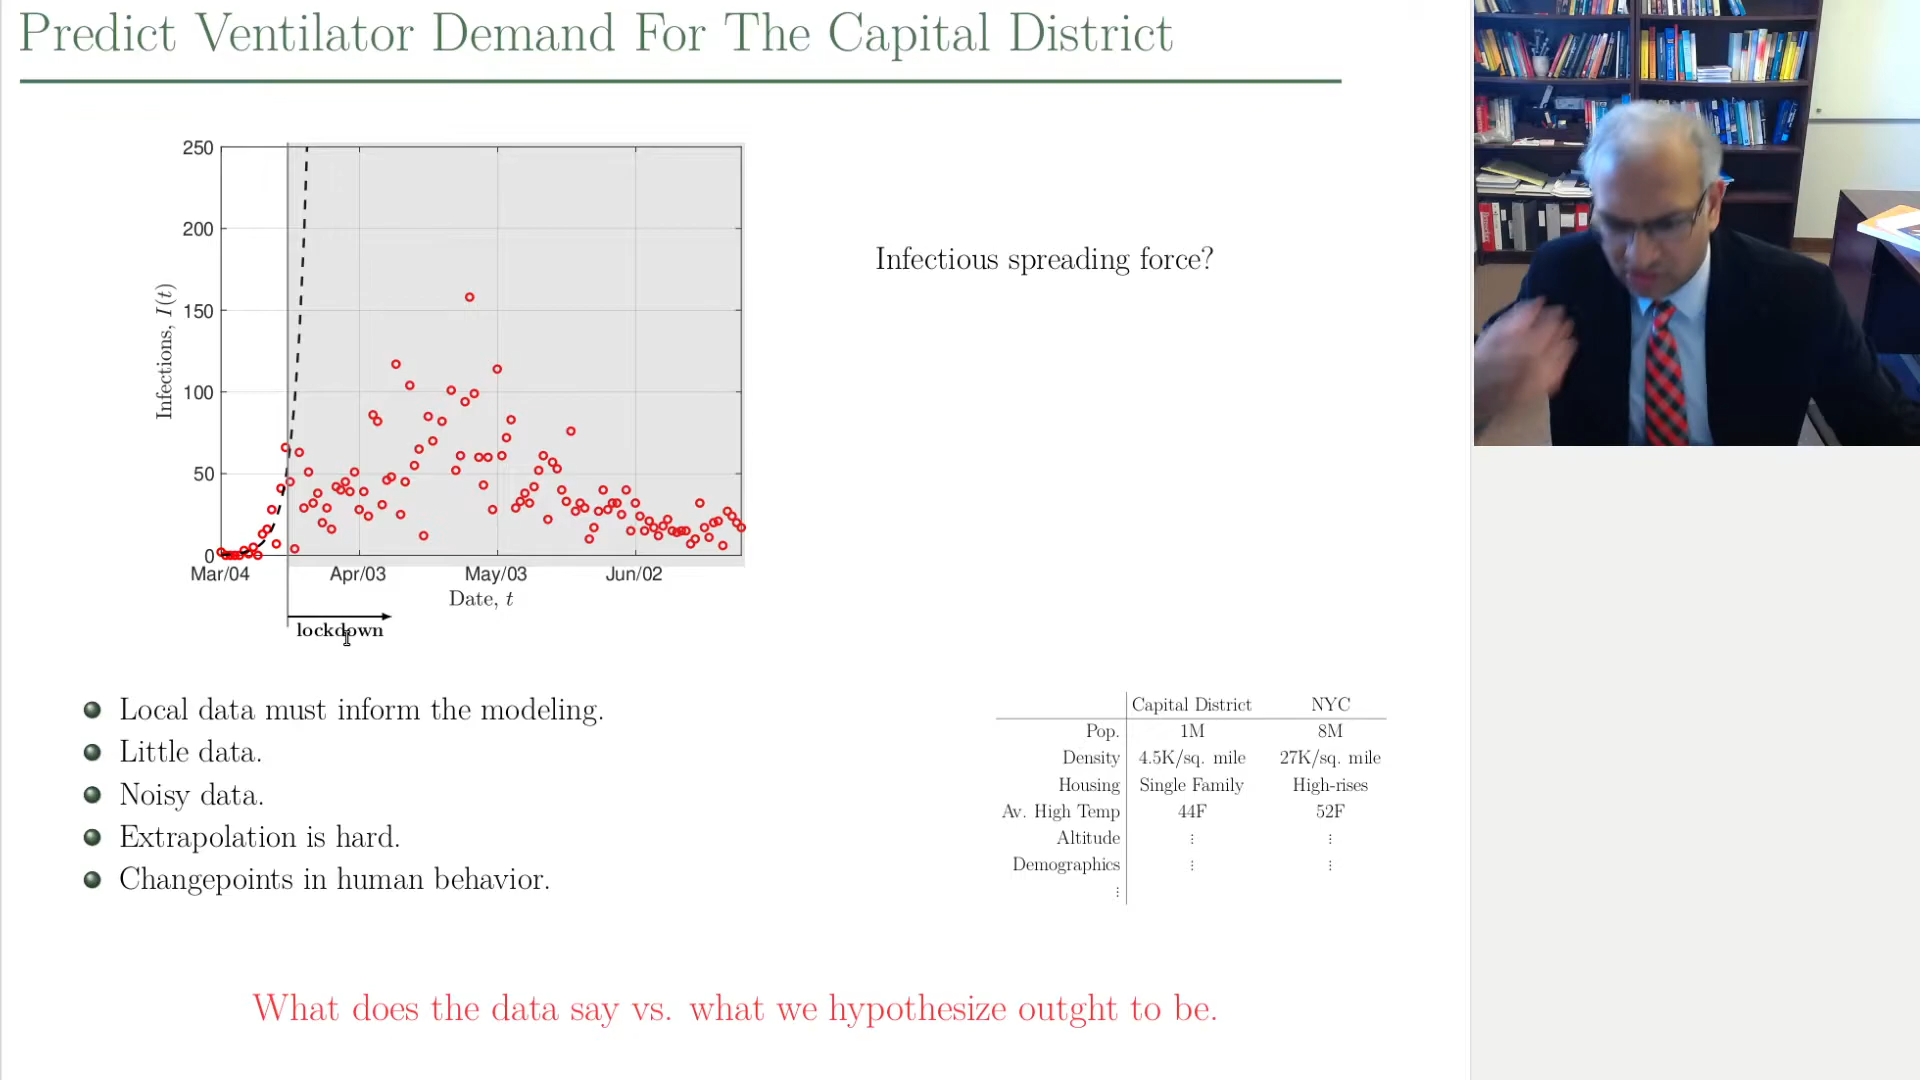 Predict Ventilator Demand For The Capital District
250
200
150
100
50
0
Infections, I(t)
Mar/04 Apr/03 May/03 Jun/02
Date, t
lockdown
Infectious spreading force?
Local data must inform the modeling.
Little data.
Noisy data.
Extrapolation is hard.
Changepoints in human behavior.
Capital District NYC
Pop. 1M 8M
Density 4.5K/sq. mile 27K/sq. mile
Housing Single Family High-rises
Av. High Temp 44F 52F
Altitude ⋮ ⋮
Demographics ⋮ ⋮
⋮
What does the data say vs. what we hypothesize outght to be.